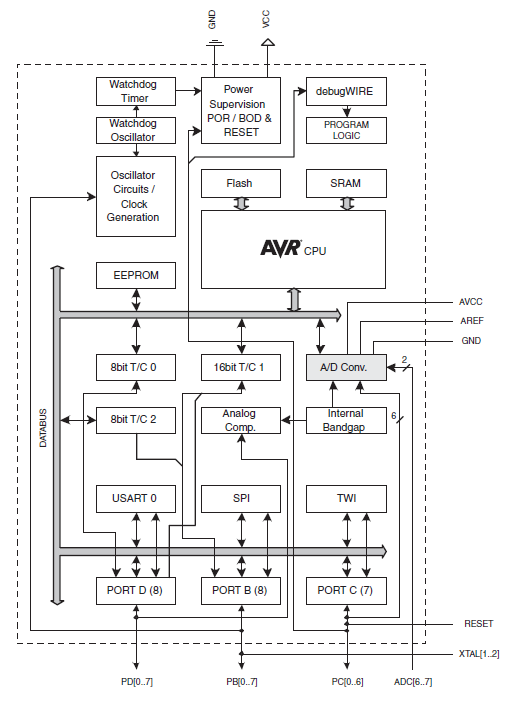 GND
VCC
Watchdog
Timer
Power
Supervision
POR / BOD &
RESET
debugWIRE
Watchdog
Oscillator
PROGRAM
LOGIC
Oscillator
Circuits /
Clock
Generation
Flash
SRAM
AVR CPU
EEPROM
AVCC
AREF
GND
8bit T/C 0
16bit T/C 1
A/D Conv.
2
DATABUS
8bit T/C 2
Analog
Comp.
Internal
Bandgap
6
USART 0
SPI
TWI
PORT D (8)
PORT B (8)
PORT C (7)
RESET
XTAL[1..2]
PD[0..7]
PB[0..7]
PC[0..6]
ADC[6..7]